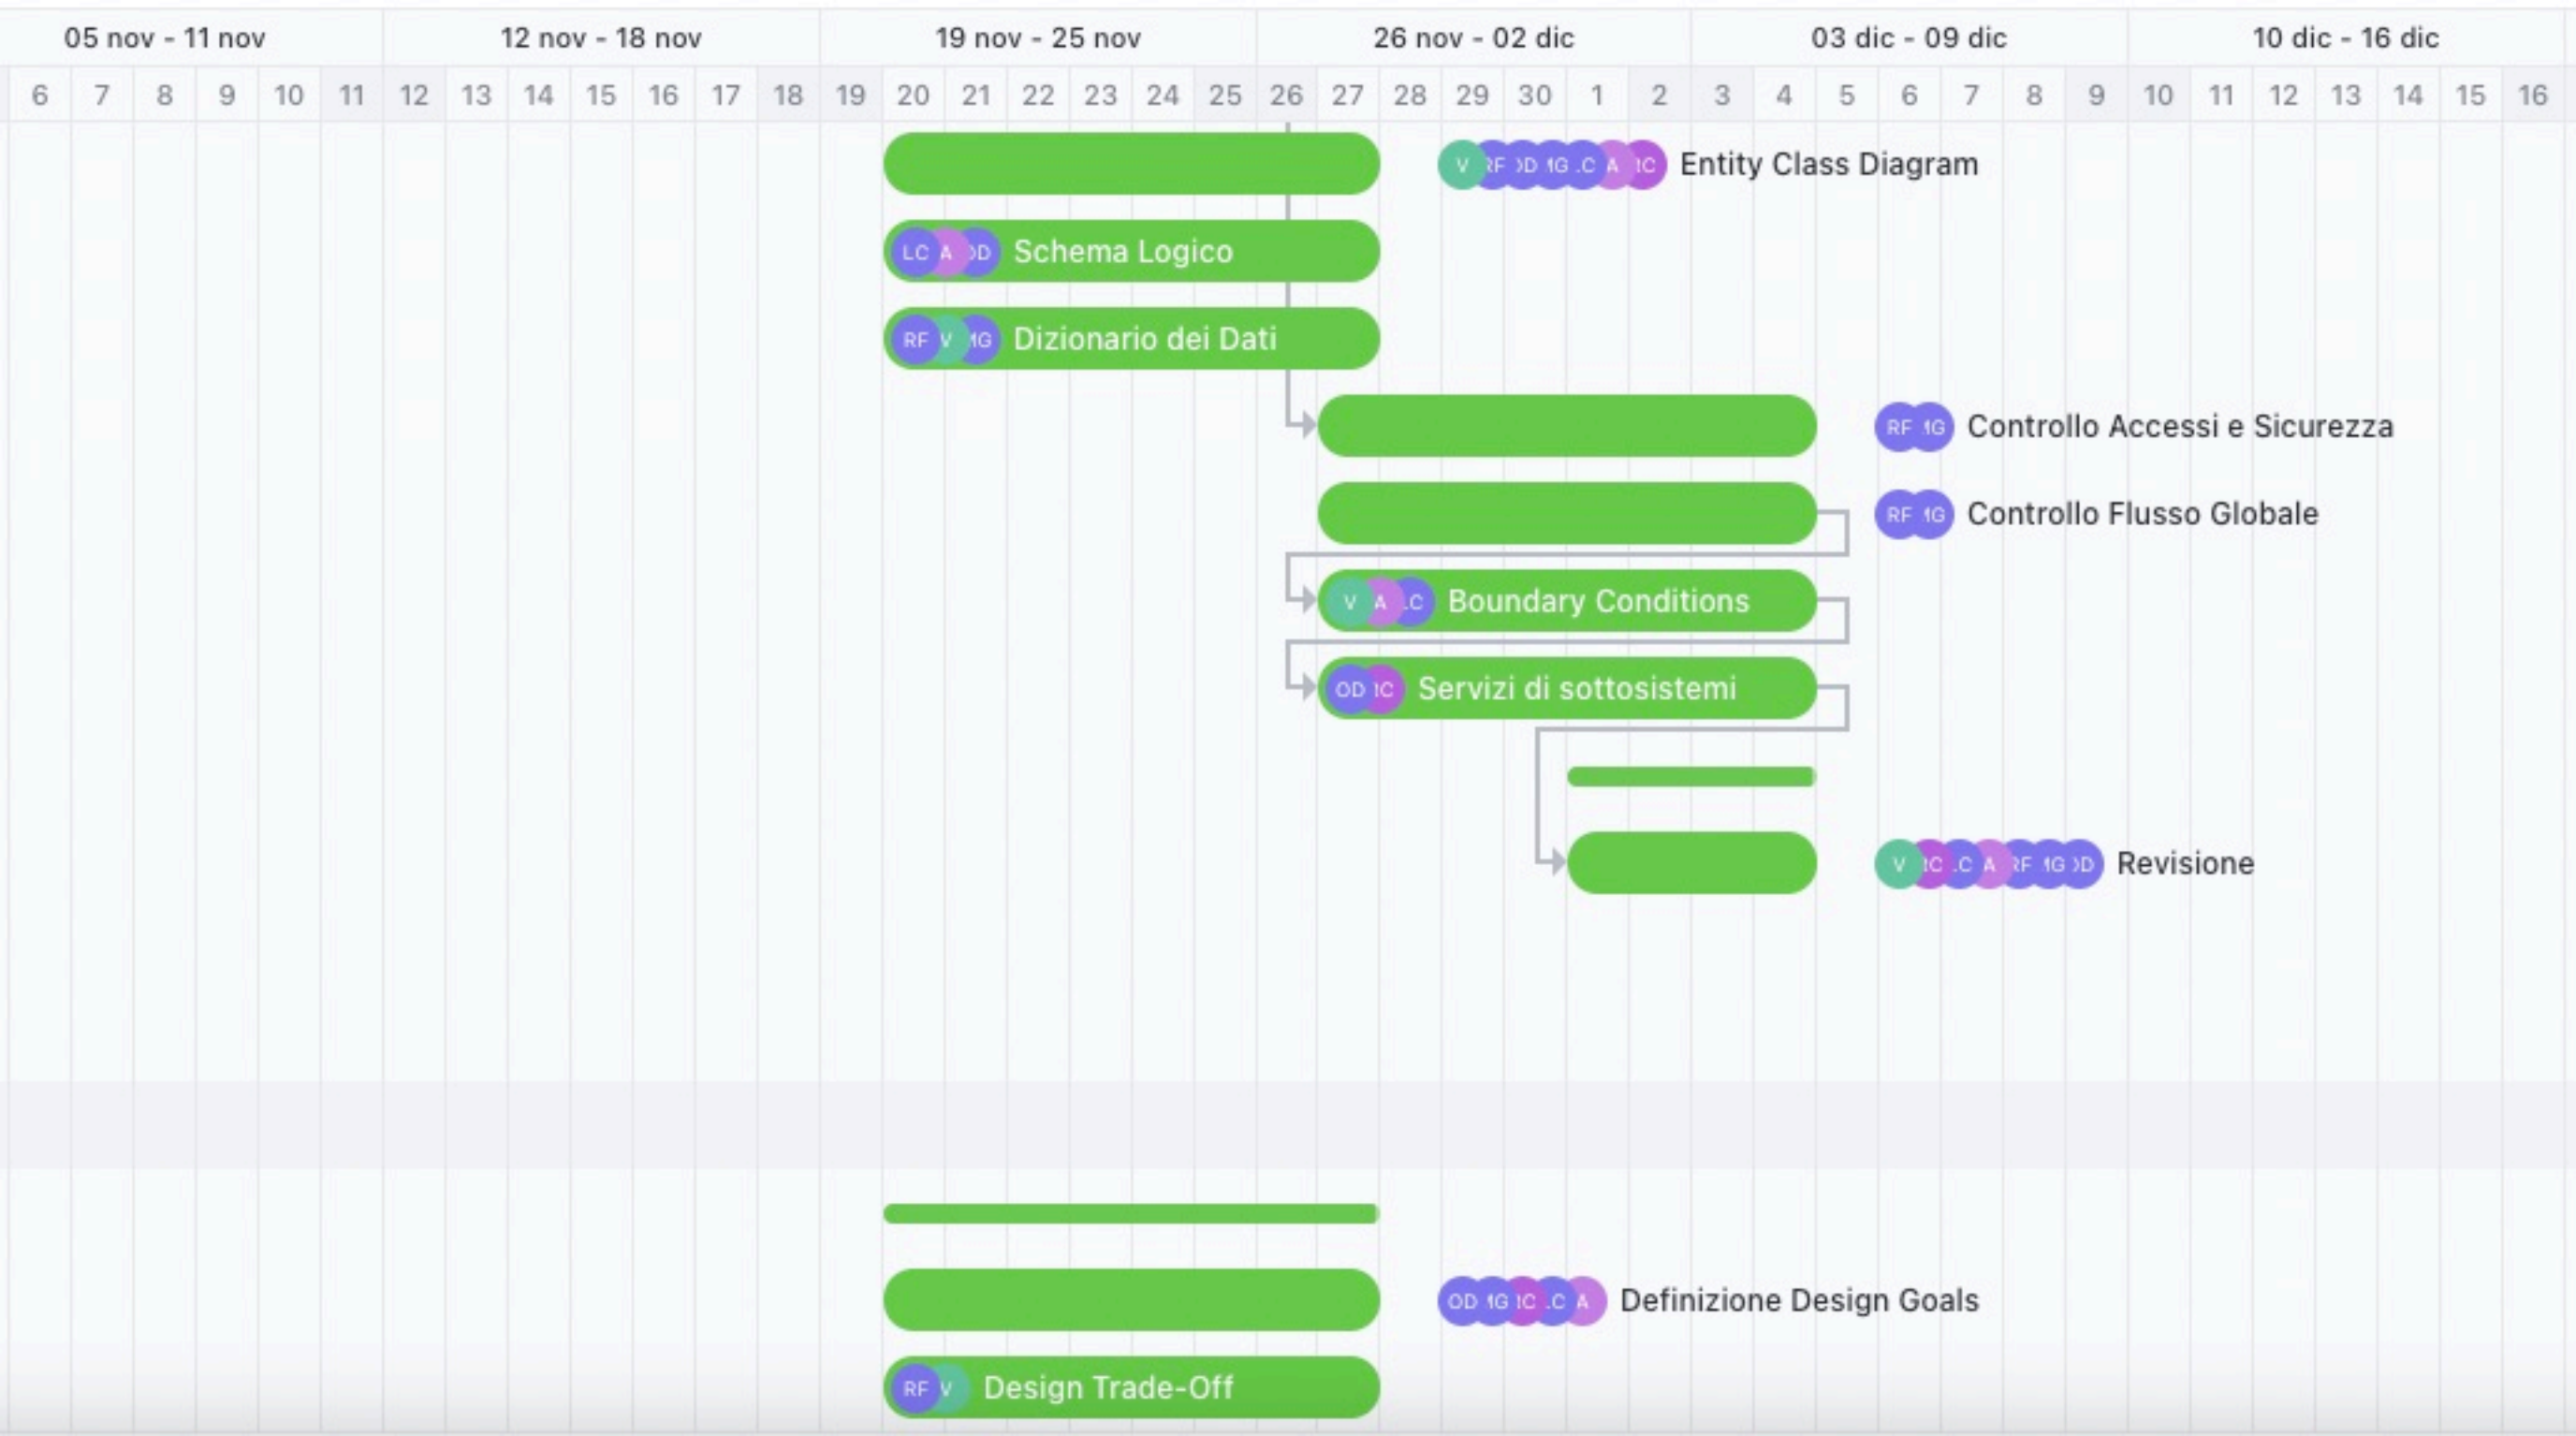 05 nov - 11 nov 12 nov - 18 nov 19 nov - 25 nov 26 nov - 02 dic 03 dic - 09 dic 10 dic - 16 dic
6 7 8 9 10 11 12 13 14 15 16 17 18 19 20 21 22 23 24 25 26 27 28 29 30 1 2 3 4 5 6 7 8 9 10 11 12 13 14 15 16
V RF A Entity Class Diagram
LC A Schema Logico
RF V Dizionario dei Dati
RF Controllo Accessi e Sicurezza
RF Controllo Flusso Globale
V A Boundary Conditions
OD Servizi di sottosistemi
V A RF Revisione
OD A Definizione Design Goals
RF V Design Trade-Off